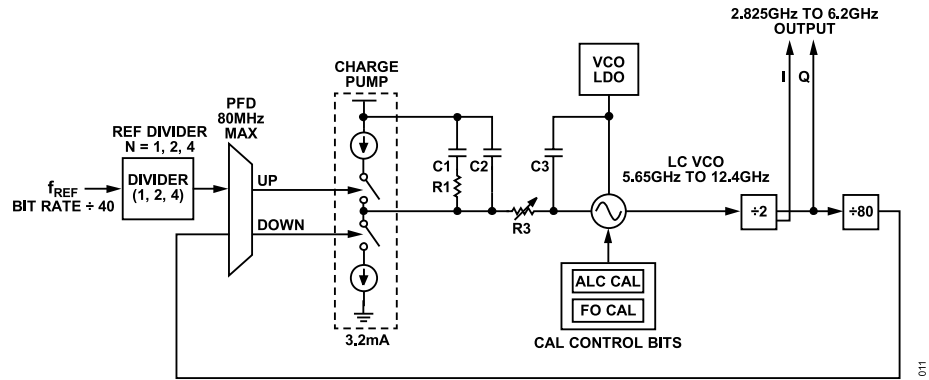 2.825GHz TO 6.2GHz
OUTPUT
I
Q
CHARGE
PUMP
VCO
LDO
PFD
80MHz
MAX
REF DIVIDER
N = 1, 2, 4
C1
C2
C3
LC VCO
5.65GHz TO 12.4GHz
fREF
BIT RATE ÷ 40
DIVIDER
(1, 2, 4)
UP
R1
÷2
÷80
DOWN
R3
ALC CAL
FO CAL
3.2mA
CAL CONTROL BITS
011